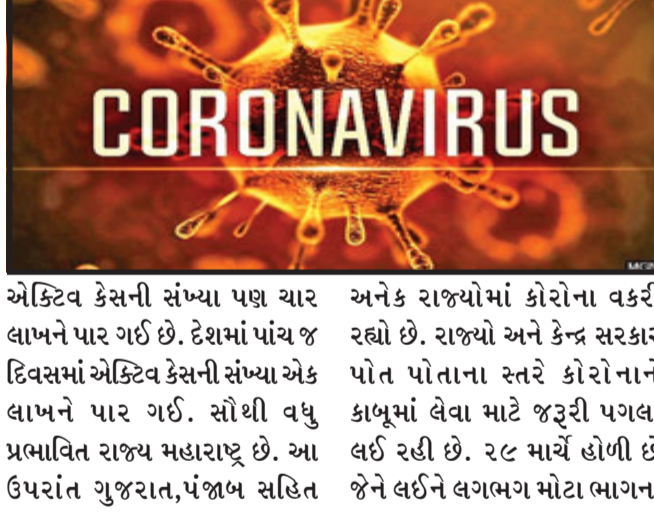 CORONAVIRUS
એક્ટિવ કેસની સંખ્યા પણ ચાર
લાખને પાર ગઈ છે. દેશમાં પાંચ જ
દિવસમાં એક્ટિવ કેસની સંખ્યા એક
લાખને પાર ગઈ. સૌથી વધુ
પ્રભાવિત રાજ્ય મહારાષ્ટ્ર છે. આ
ઉપરાંત ગુજરાત,પંજાબ સહિત
અનેક રાજ્યોમાં કોરોના વકરી
રહ્યો છે. રાજ્યો અને કેન્દ્ર સરકાર
પોત પોતાના સ્તરે કોરોનાને
કાબૂમાં લેવા માટે જરૂરી પગલ
લઈ રહી છે. ૨૯ માર્ચે હોળી છે
જેને લઈને લગભગ મોટા ભાગન